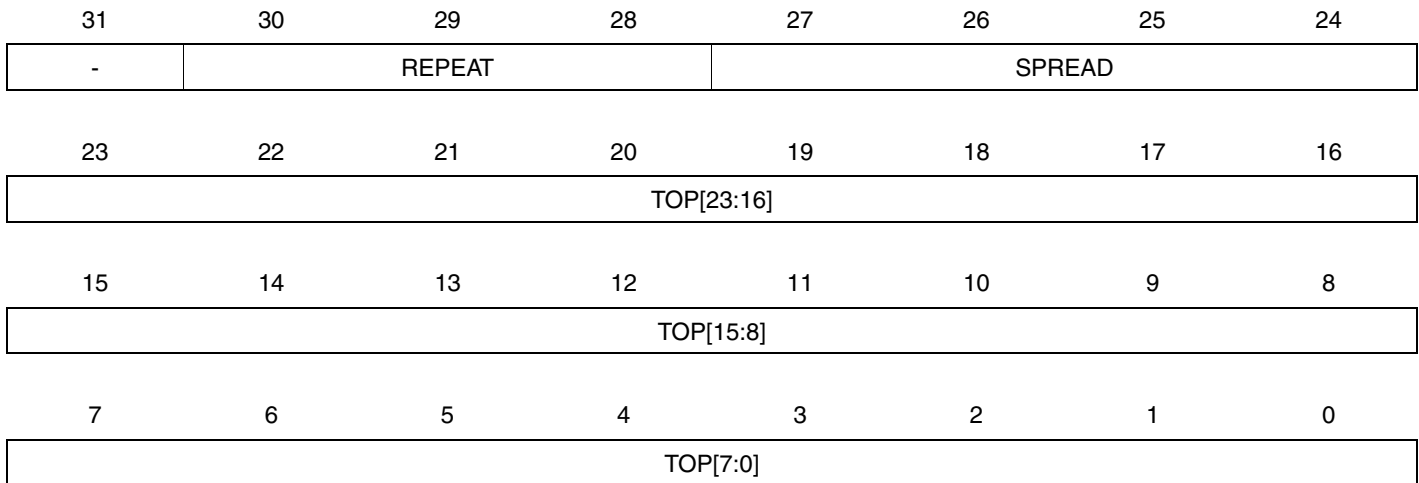 31 30 29 28 27 26 25 24
- REPEAT SPREAD
23 22 21 20 19 18 17 16
TOP[23:16]
15 14 13 12 11 10 9 8
TOP[15:8]
7 6 5 4 3 2 1 0
TOP[7:0]